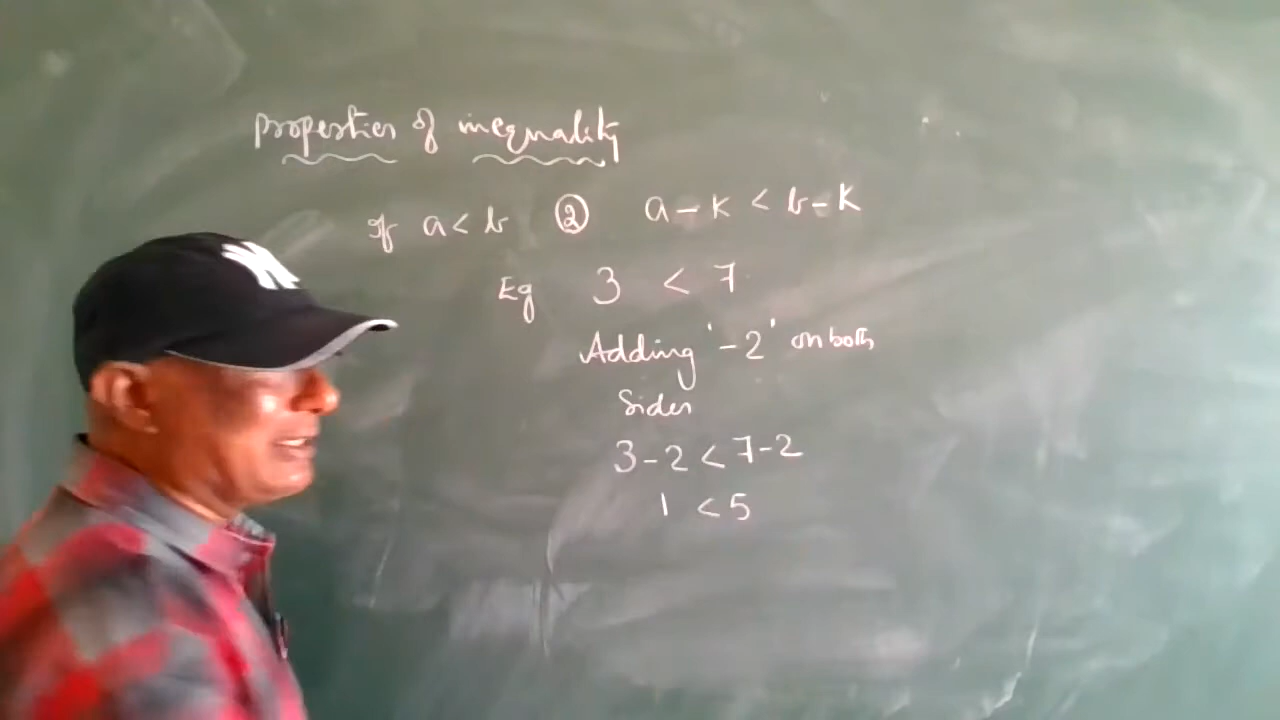 properties of inequality
If a < b ② a - k < b - k
Eg 3 < 7
Adding '-2' on both
Sides
3 - 2 < 7 - 2
1 < 5
NY